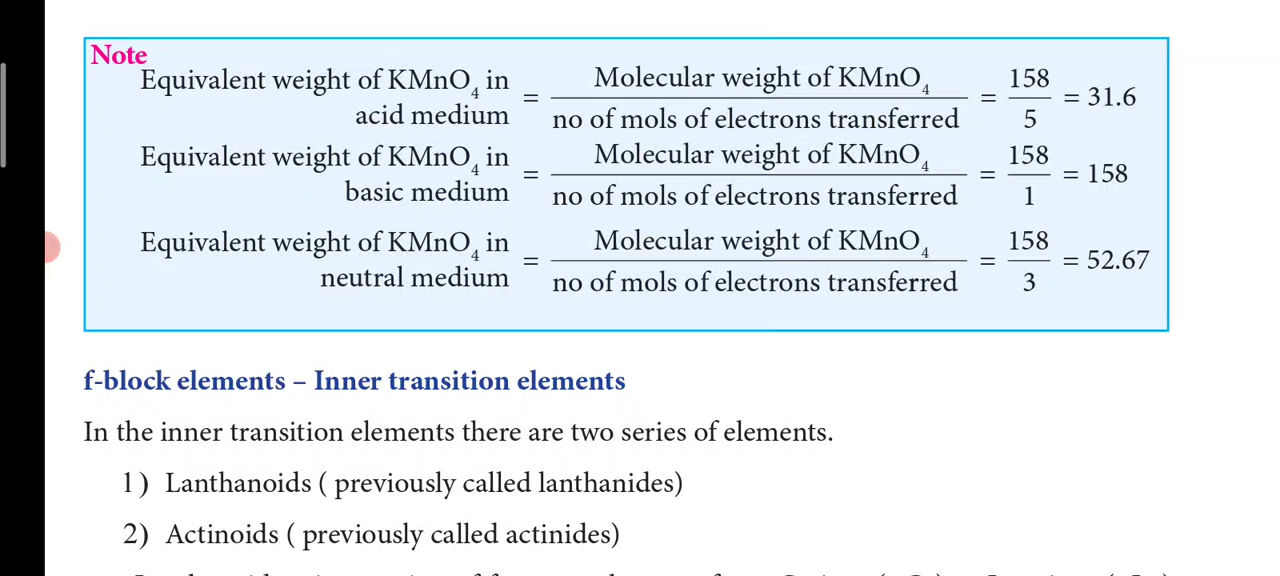 Note
Equivalent weight of KMnO₄ in acid medium = Molecular weight of KMnO₄ / no of mols of electrons transferred = 158 / 5 = 31.6
Equivalent weight of KMnO₄ in basic medium = Molecular weight of KMnO₄ / no of mols of electrons transferred = 158 / 1 = 158
Equivalent weight of KMnO₄ in neutral medium = Molecular weight of KMnO₄ / no of mols of electrons transferred = 158 / 3 = 52.67
f-block elements – Inner transition elements
In the inner transition elements there are two series of elements.
1) Lanthanoids ( previously called lanthanides)
2) Actinoids ( previously called actinides)